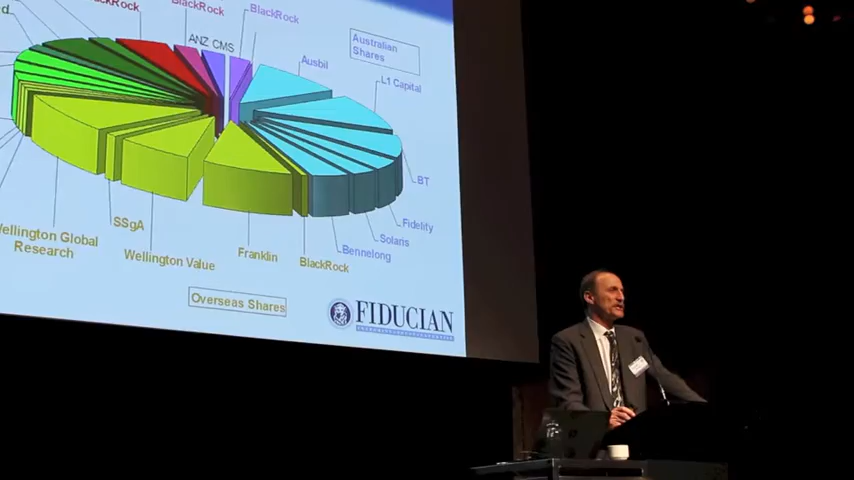 BlackRock
BlackRock
ANZ CMS
Australian
Shares
Ausbil
L1 Capital
BT
Fidelity
Solaris
Bennelong
BlackRock
Franklin
Wellington Value
SSgA
Wellington Global
Research
Overseas Shares
FIDUCIAN